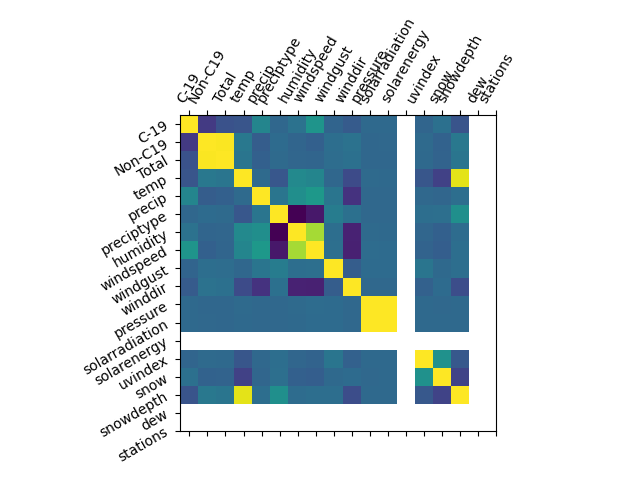 C-19
Non-C19
Total
temp
precip
preciptype
humidity
windspeed
windgust
winddir
pressure
solarradiation
solarenergy
uvindex
snow
snowdepth
dew
stations
C-19
Non-C19
Total
temp
precip
preciptype
humidity
windspeed
windgust
winddir
pressure
solarradiation
solarenergy
uvindex
snow
snowdepth
dew
stations